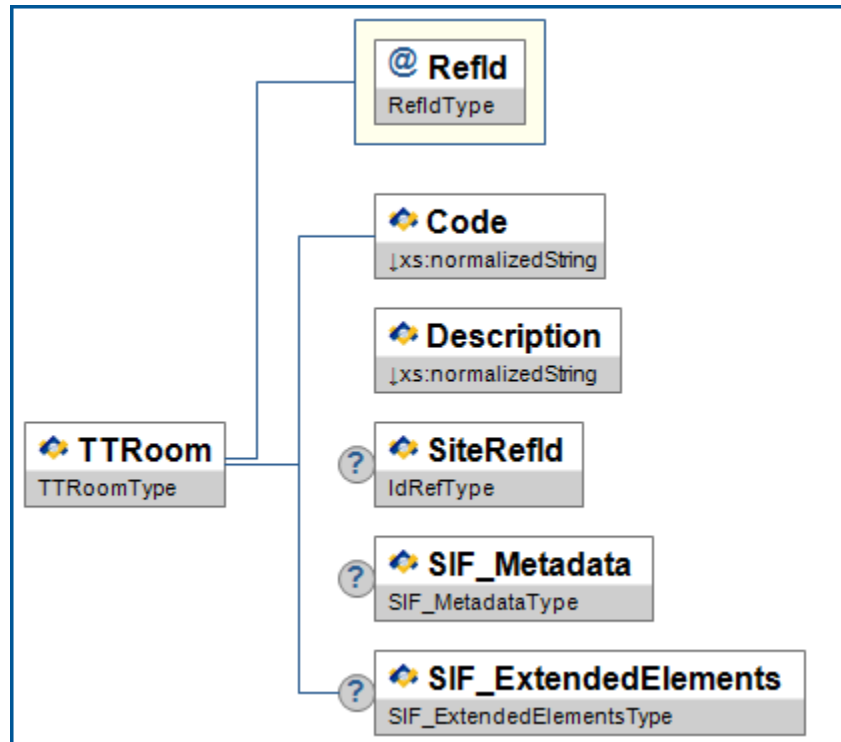 @ RefId
RefIdType
Code
↓xs:normalizedString
Description
↓xs:normalizedString
TTRoom
TTRoomType
? SiteRefId
IdRefType
? SIF_Metadata
SIF_MetadataType
? SIF_ExtendedElements
SIF_ExtendedElementsType